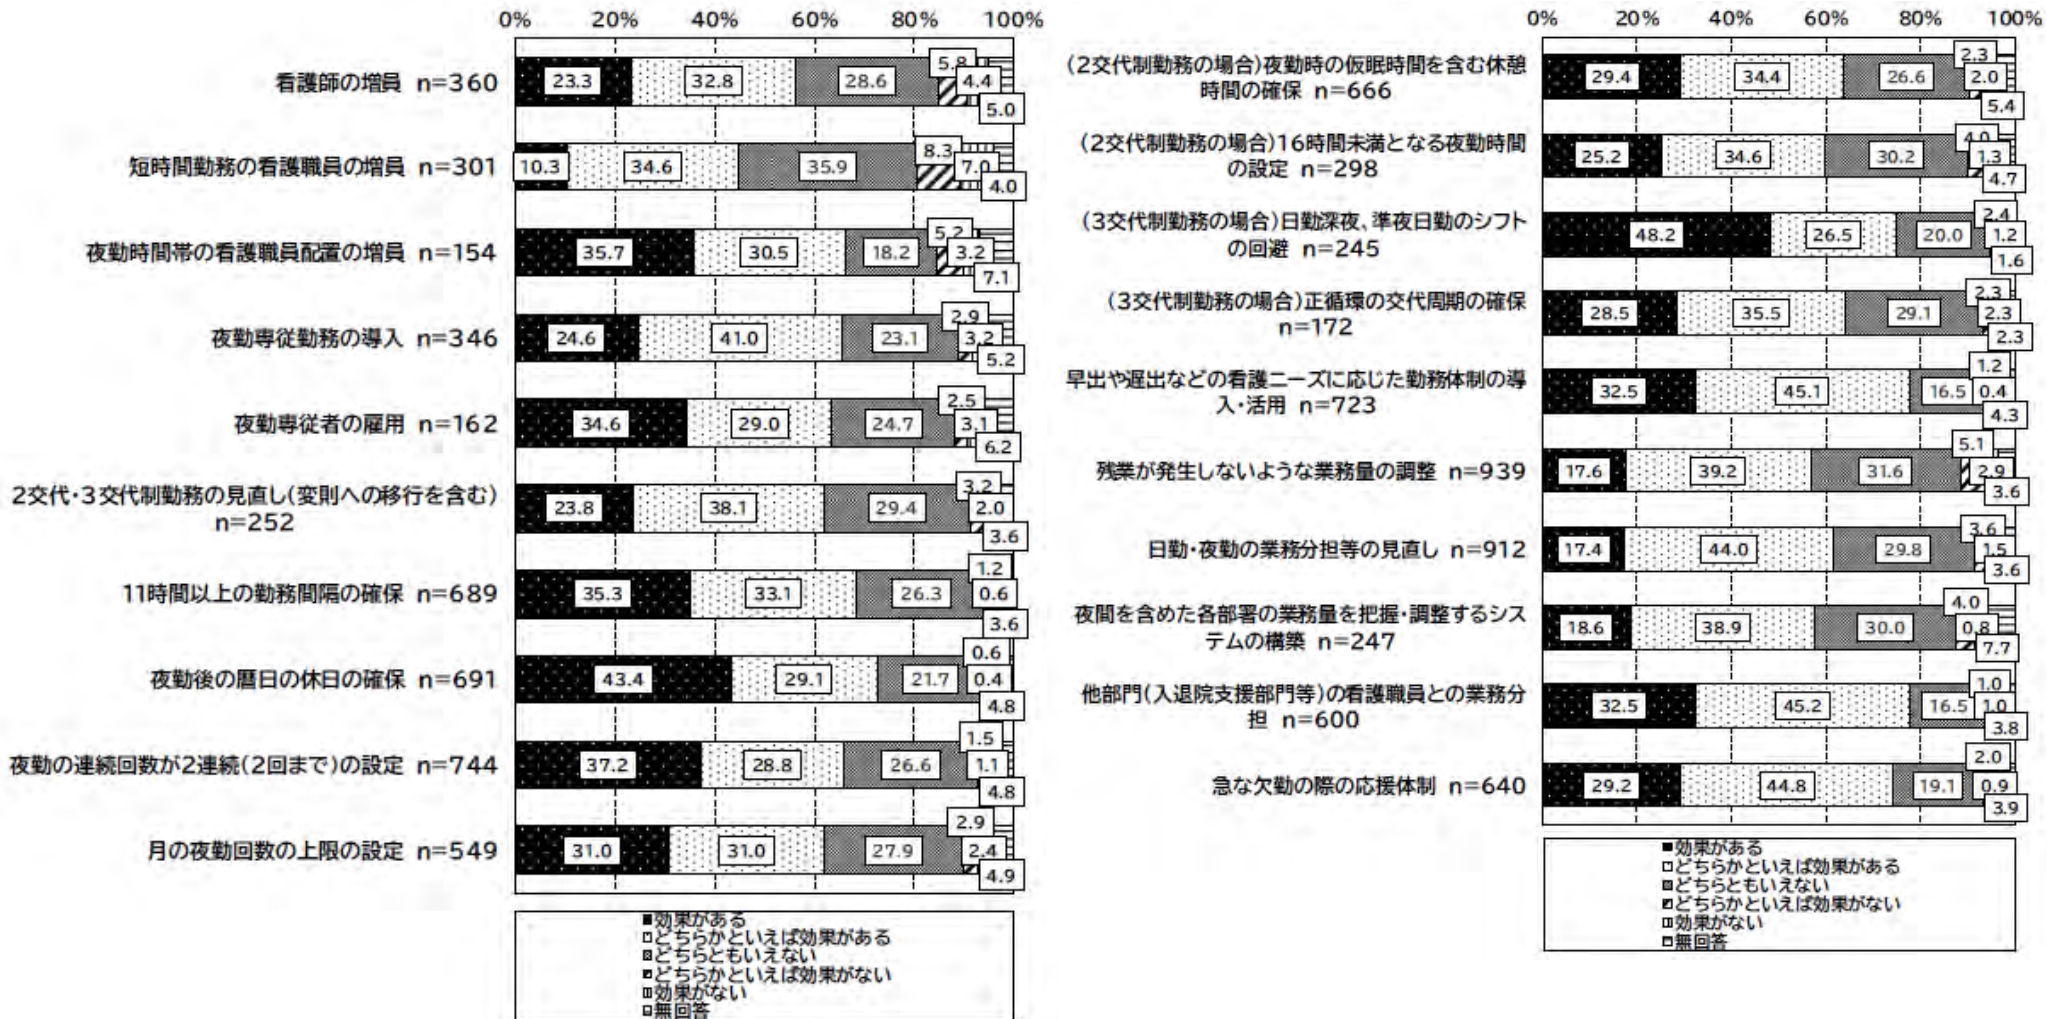 0% 20% 40% 60% 80% 100%
看護師の増員 n=360
23.3 32.8 28.6 5.8 4.4 5.0
短時間勤務の看護職員の増員 n=301
10.3 34.6 35.9 8.3 7.0 4.0
夜勤時間帯の看護職員配置の増員 n=154
35.7 30.5 18.2 5.2 3.2 7.1
夜勤専従勤務の導入 n=346
24.6 41.0 23.1 2.9 3.2 5.2
夜勤専従者の雇用 n=162
34.6 29.0 24.7 2.5 3.1 6.2
2交代・3交代制勤務の見直し(変則への移行を含む)
n=252
23.8 38.1 29.4 3.2 2.0 3.6
11時間以上の勤務間隔の確保 n=689
35.3 33.1 26.3 1.2 0.6 3.6
夜勤後の暦日の休日の確保 n=691
43.4 29.1 21.7 0.6 0.4 4.8
夜勤の連続回数が2連続(2回まで)の設定 n=744
37.2 28.8 26.6 1.5 1.1 4.8
月の夜勤回数の上限の設定 n=549
31.0 31.0 27.9 2.9 2.4 4.9
効果がある
どちらかといえば効果がある
どちらともいえない
どちらかといえば効果がない
効果がない
無回答
0% 20% 40% 60% 80% 100%
(2交代制勤務の場合)夜勤時の仮眠時間を含む休憩
時間の確保 n=666
29.4 34.4 26.6 2.3 2.0 5.4
(2交代制勤務の場合)16時間未満となる夜勤時間
の設定 n=298
25.2 34.6 30.2 4.0 1.3 4.7
(3交代制勤務の場合)日勤深夜、準夜日勤のシフト
の回避 n=245
48.2 26.5 20.0 2.4 1.2 1.6
(3交代制勤務の場合)正循環の交代周期の確保
n=172
28.5 35.5 29.1 2.3 2.3 2.3
早出や遅出などの看護ニーズに応じた勤務体制の導
入・活用 n=723
32.5 45.1 16.5 1.2 0.4 4.3
残業が発生しないような業務量の調整 n=939
17.6 39.2 31.6 5.1 2.9 3.6
日勤・夜勤の業務分担等の見直し n=912
17.4 44.0 29.8 3.6 1.5 3.6
夜間を含めた各部署の業務量を把握・調整するシス
テムの構築 n=247
18.6 38.9 30.0 4.0 0.8 7.7
他部門(入退院支援部門等)の看護職員との業務分
担 n=600
32.5 45.2 16.5 1.0 1.0 3.8
急な欠勤の際の応援体制 n=640
29.2 44.8 19.1 2.0 0.9 3.9
効果がある
どちらかといえば効果がある
どちらともいえない
どちらかといえば効果がない
効果がない
無回答